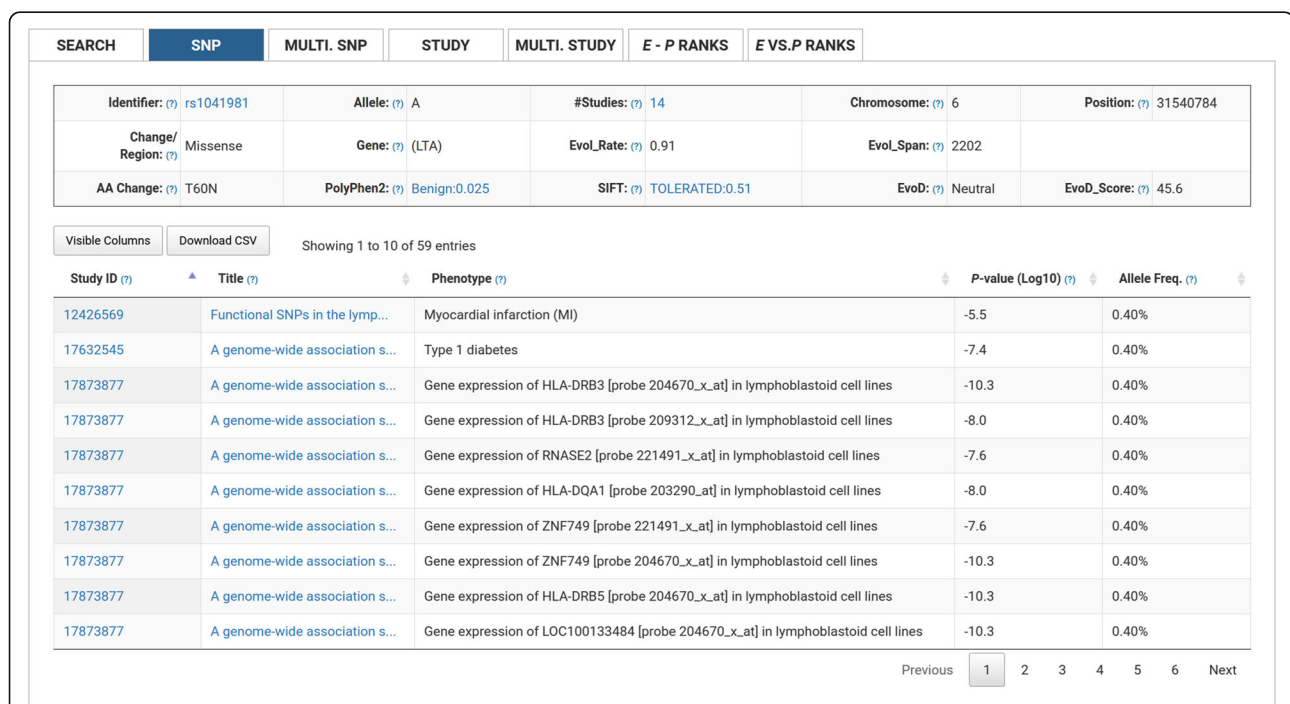 SEARCH SNP MULTI. SNP STUDY MULTI. STUDY E - P RANKS E VS.P RANKS
Identifier: (?) rs1041981 Allele: (?) A #Studies: (?) 14 Chromosome: (?) 6 Position: (?) 31540784
Change/
Region: (?) Missense Gene: (?) (LTA) Evol_Rate: (?) 0.91 Evol_Span: (?) 2202
AA Change: (?) T60N PolyPhen2: (?) Benign:0.025 SIFT: (?) TOLERATED:0.51 EvoD: (?) Neutral EvoD_Score: (?) 45.6
Visible Columns Download CSV Showing 1 to 10 of 59 entries
Study ID (?) Title (?) Phenotype (?) P-value (Log10) (?) Allele Freq. (?)
12426569 Functional SNPs in the lymp... Myocardial infarction (MI) -5.5 0.40%
17632545 A genome-wide association s... Type 1 diabetes -7.4 0.40%
17873877 A genome-wide association s... Gene expression of HLA-DRB3 [probe 204670_x_at] in lymphoblastoid cell lines -10.3 0.40%
17873877 A genome-wide association s... Gene expression of HLA-DRB3 [probe 209312_x_at] in lymphoblastoid cell lines -8.0 0.40%
17873877 A genome-wide association s... Gene expression of RNASE2 [probe 221491_x_at] in lymphoblastoid cell lines -7.6 0.40%
17873877 A genome-wide association s... Gene expression of HLA-DQA1 [probe 203290_at] in lymphoblastoid cell lines -8.0 0.40%
17873877 A genome-wide association s... Gene expression of ZNF749 [probe 221491_x_at] in lymphoblastoid cell lines -7.6 0.40%
17873877 A genome-wide association s... Gene expression of ZNF749 [probe 204670_x_at] in lymphoblastoid cell lines -10.3 0.40%
17873877 A genome-wide association s... Gene expression of HLA-DRB5 [probe 204670_x_at] in lymphoblastoid cell lines -10.3 0.40%
17873877 A genome-wide association s... Gene expression of LOC100133484 [probe 204670_x_at] in lymphoblastoid cell lines -10.3 0.40%
Previous 1 2 3 4 5 6 Next